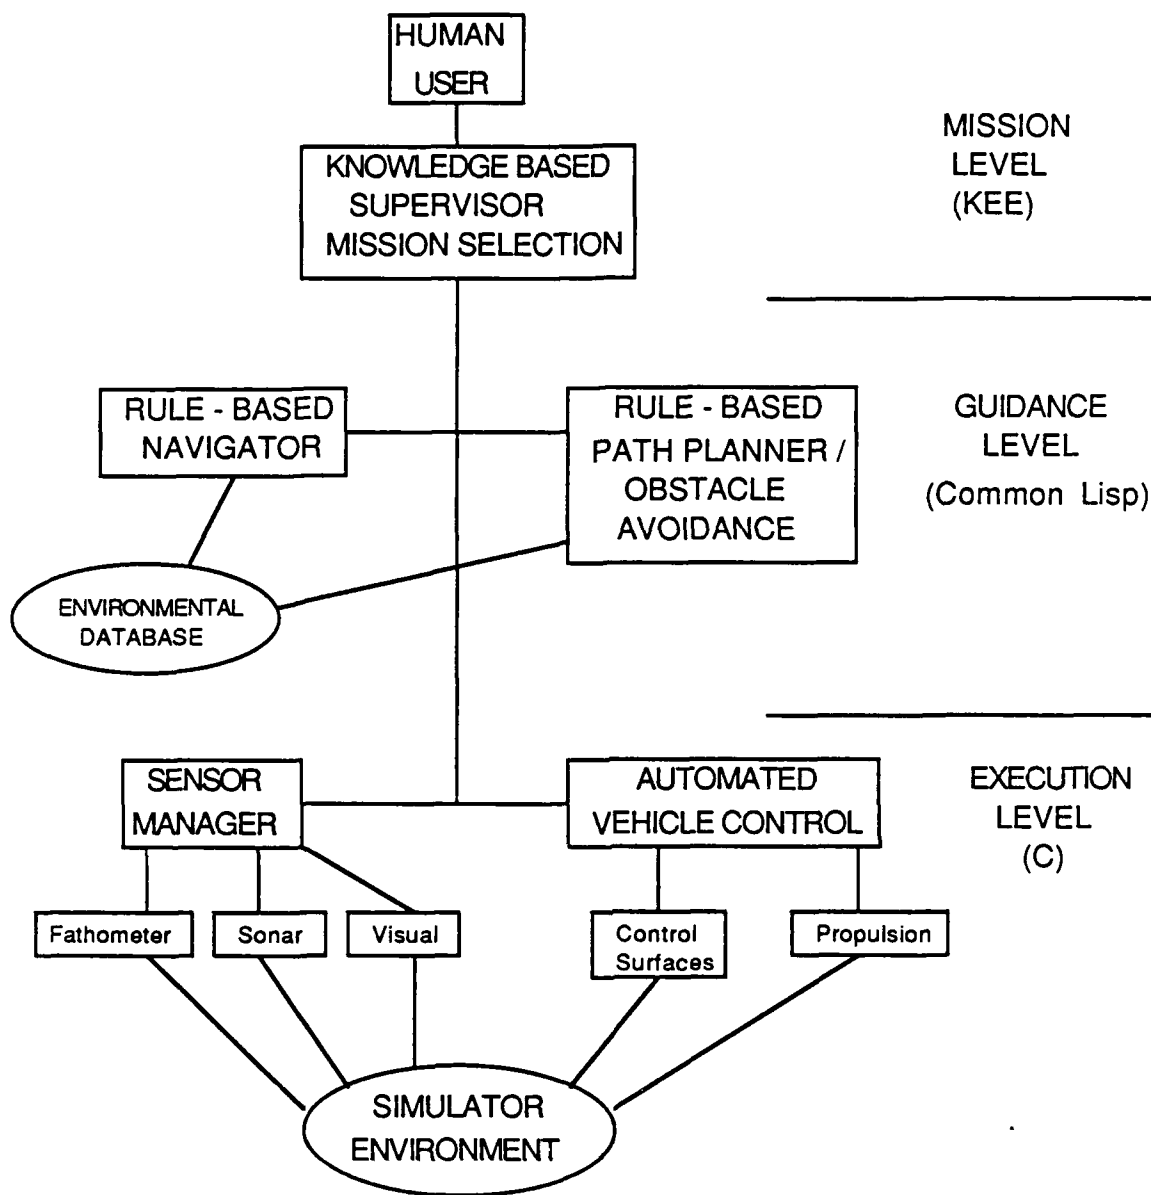 HUMAN
USER
KNOWLEDGE BASED
SUPERVISOR
MISSION SELECTION
MISSION
LEVEL
(KEE)
RULE - BASED
NAVIGATOR
RULE - BASED
PATH PLANNER /
OBSTACLE
AVOIDANCE
GUIDANCE
LEVEL
(Common Lisp)
ENVIRONMENTAL
DATABASE
SENSOR
MANAGER
AUTOMATED
VEHICLE CONTROL
EXECUTION
LEVEL
(C)
Fathometer
Sonar
Visual
Control
Surfaces
Propulsion
SIMULATOR
ENVIRONMENT